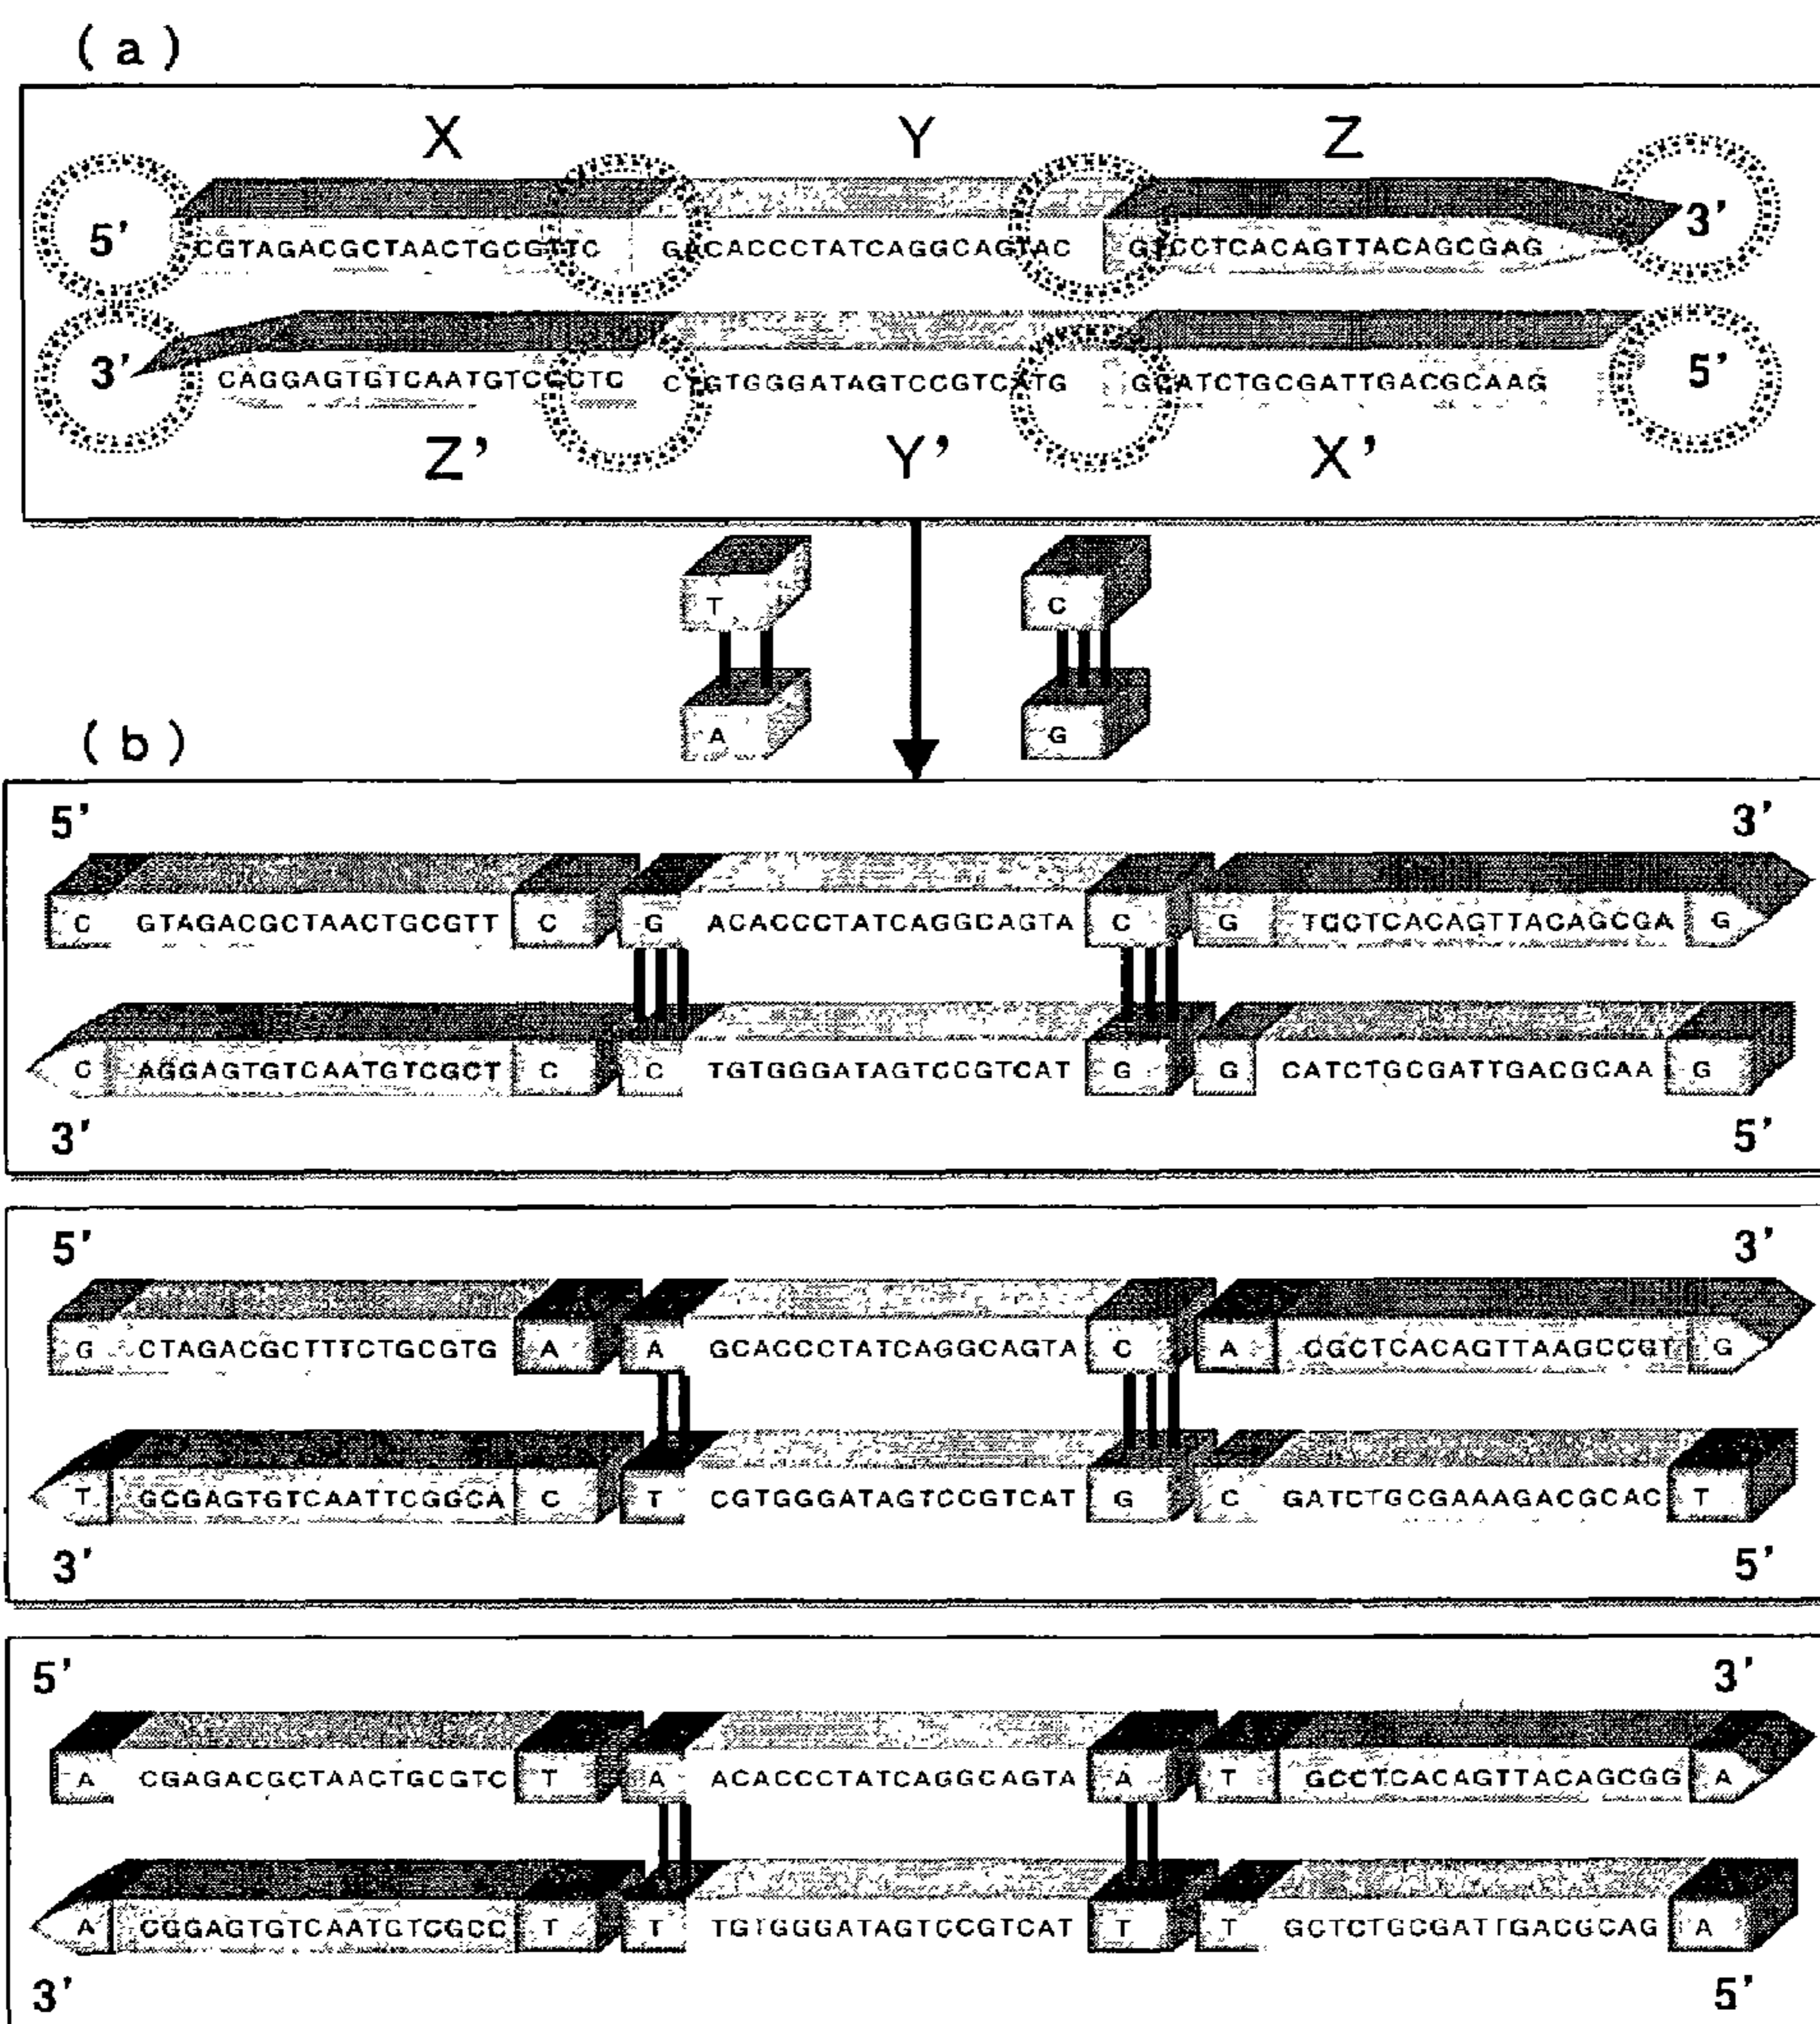 (a)
X Y Z
5' CGTAGACGCTAACTGCGTTC GACACCCTATCAGGCAGTAC GTCCTCACAGTTACAGCGAG 3'
3' CAGGAGTGTCAATGTCGCTC CTGTGGGATAGTCCGTCATG GCATCTGCGATTGACGCAAG 5'
Z' Y' X'
T C
A G
(b)
5' 3'
C GTAGACGCTAACTGCGTT C G ACACCCTATCAGGCAGTA C G TCCTCACAGTTACAGCGA G
C AGGAGTGTCAATGTCGCT C C TGTGGGATAGTCCGTCAT G G CATCTGCGATTGACGCAA G
3' 5'
5' 3'
G CTAGACGCTTTCTGCGTG A A GCACCCTATCAGGCAGTA C A CGCTCACAGTTAAGCCGT G
T GCGAGTGTCAATTCGGCA C T CGTGGGATAGTCCGTCAT G C GATCTGCGAAAGACGCAC T
3' 5'
5' 3'
A CGAGACGCTAACTGCGTC T A ACACCCTATCAGGCAGTA A T GCCTCACAGTTACAGCGG A
A CGGAGTGTCAATGTCGCC T T TGTGGGATAGTCCGTCAT T T GCTCTGCGATTGACGCAG A
3' 5'